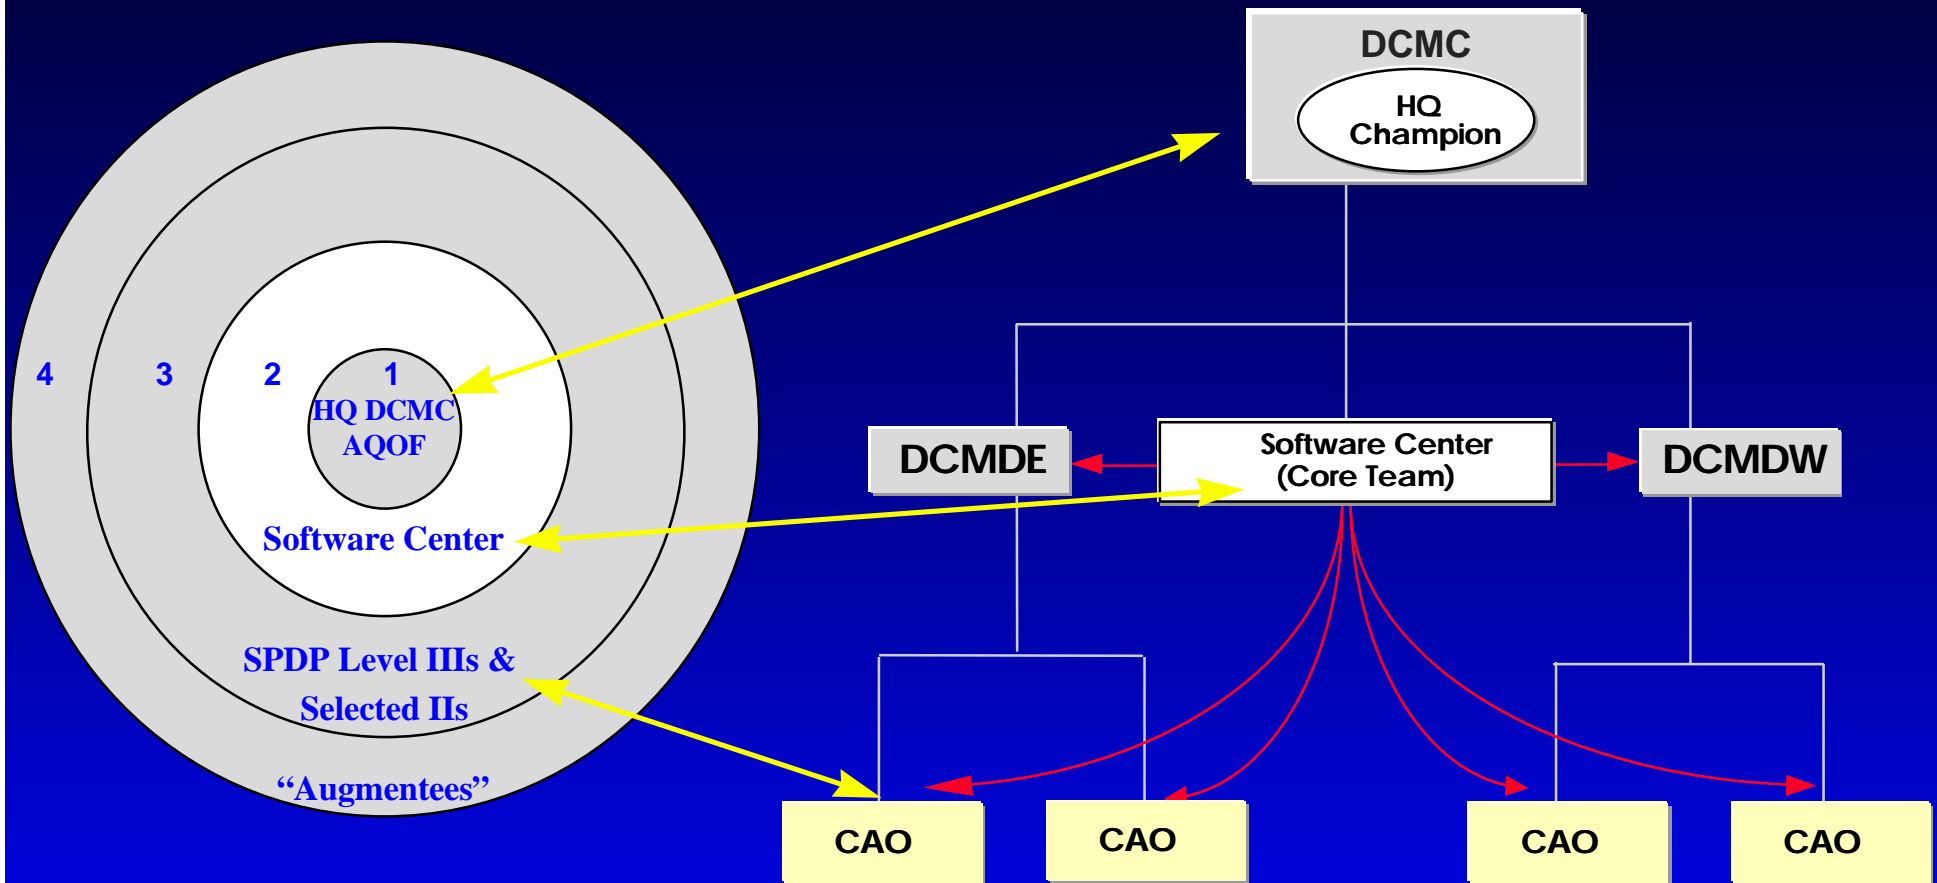 DCMC
HQ
Champion
4 3 2 1
HQ DCMC
AQOF
Software Center
SPDP Level IIIs &
Selected IIs
“Augmentees”
DCMDE
Software Center
(Core Team)
DCMDW
CAO
CAO
CAO
CAO